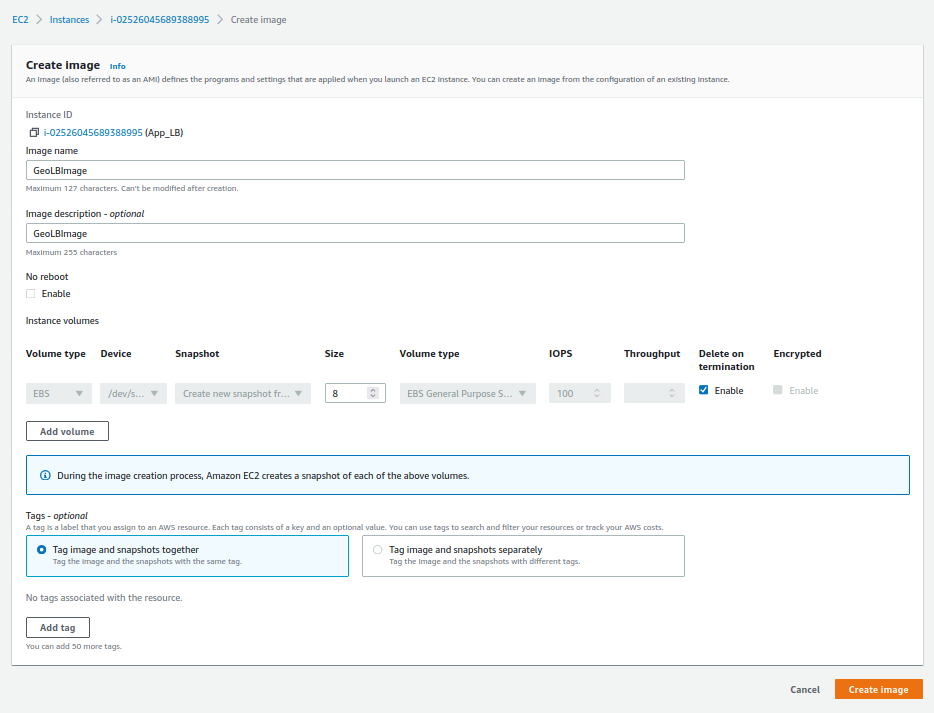 EC2 > Instances > i-02526045689388995 > Create image
Create image Info
An image (also referred to as an AMI) defines the programs and settings that are applied when you launch an EC2 instance. You can create an image from the configuration of an existing instance.
Instance ID
i-02526045689388995 (App_LB)
Image name
GeoLBImage
Maximum 127 characters. Can't be modified after creation.
Image description - optional
GeoLBImage
Maximum 255 characters
No reboot
Enable
Instance volumes
Volume type Device Snapshot Size Volume type IOPS Throughput Delete on termination Encrypted
EBS /dev/s... Create new snapshot fr... 8 EBS General Purpose S... 100 Enable Enable
Add volume
During the image creation process, Amazon EC2 creates a snapshot of each of the above volumes.
Tags - optional
A tag is a label that you assign to an AWS resource. Each tag consists of a key and an optional value. You can use tags to search and filter your resources or track your AWS costs.
Tag image and snapshots together Tag image and snapshots separately
Tag the image and the snapshots with the same tag. Tag the image and the snapshots with different tags.
No tags associated with the resource.
Add tag
You can add 50 more tags.
Cancel Create image